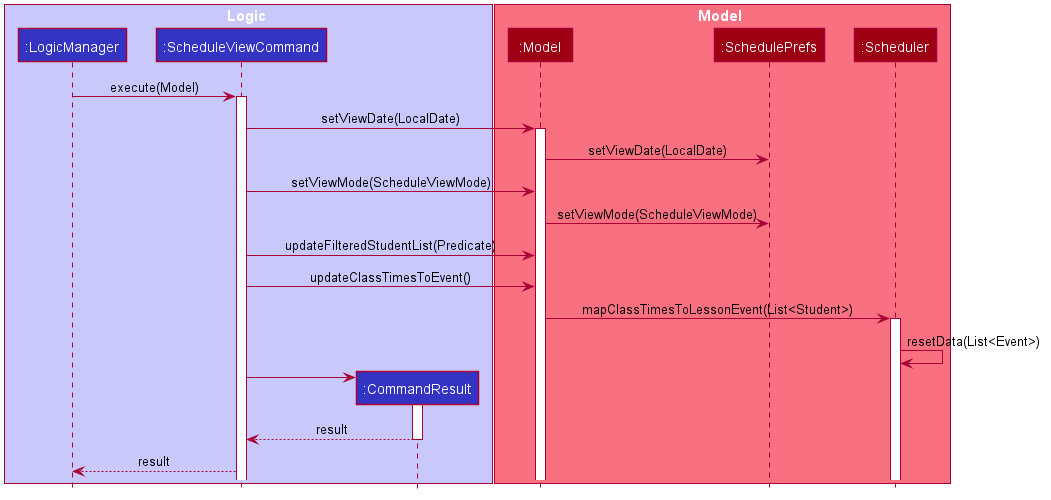 Logic
Model
:LogicManager
:ScheduleViewCommand
:Model
:SchedulePrefs
:Scheduler
execute(Model)
setViewDate(LocalDate)
setViewDate(LocalDate)
setViewMode(ScheduleViewMode)
setViewMode(ScheduleViewMode)
updateFilteredStudentList(Predicate)
updateClassTimesToEvent()
mapClassTimesToLessonEvent(List<Student>)
resetData(List<Event>)
:CommandResult
result
result